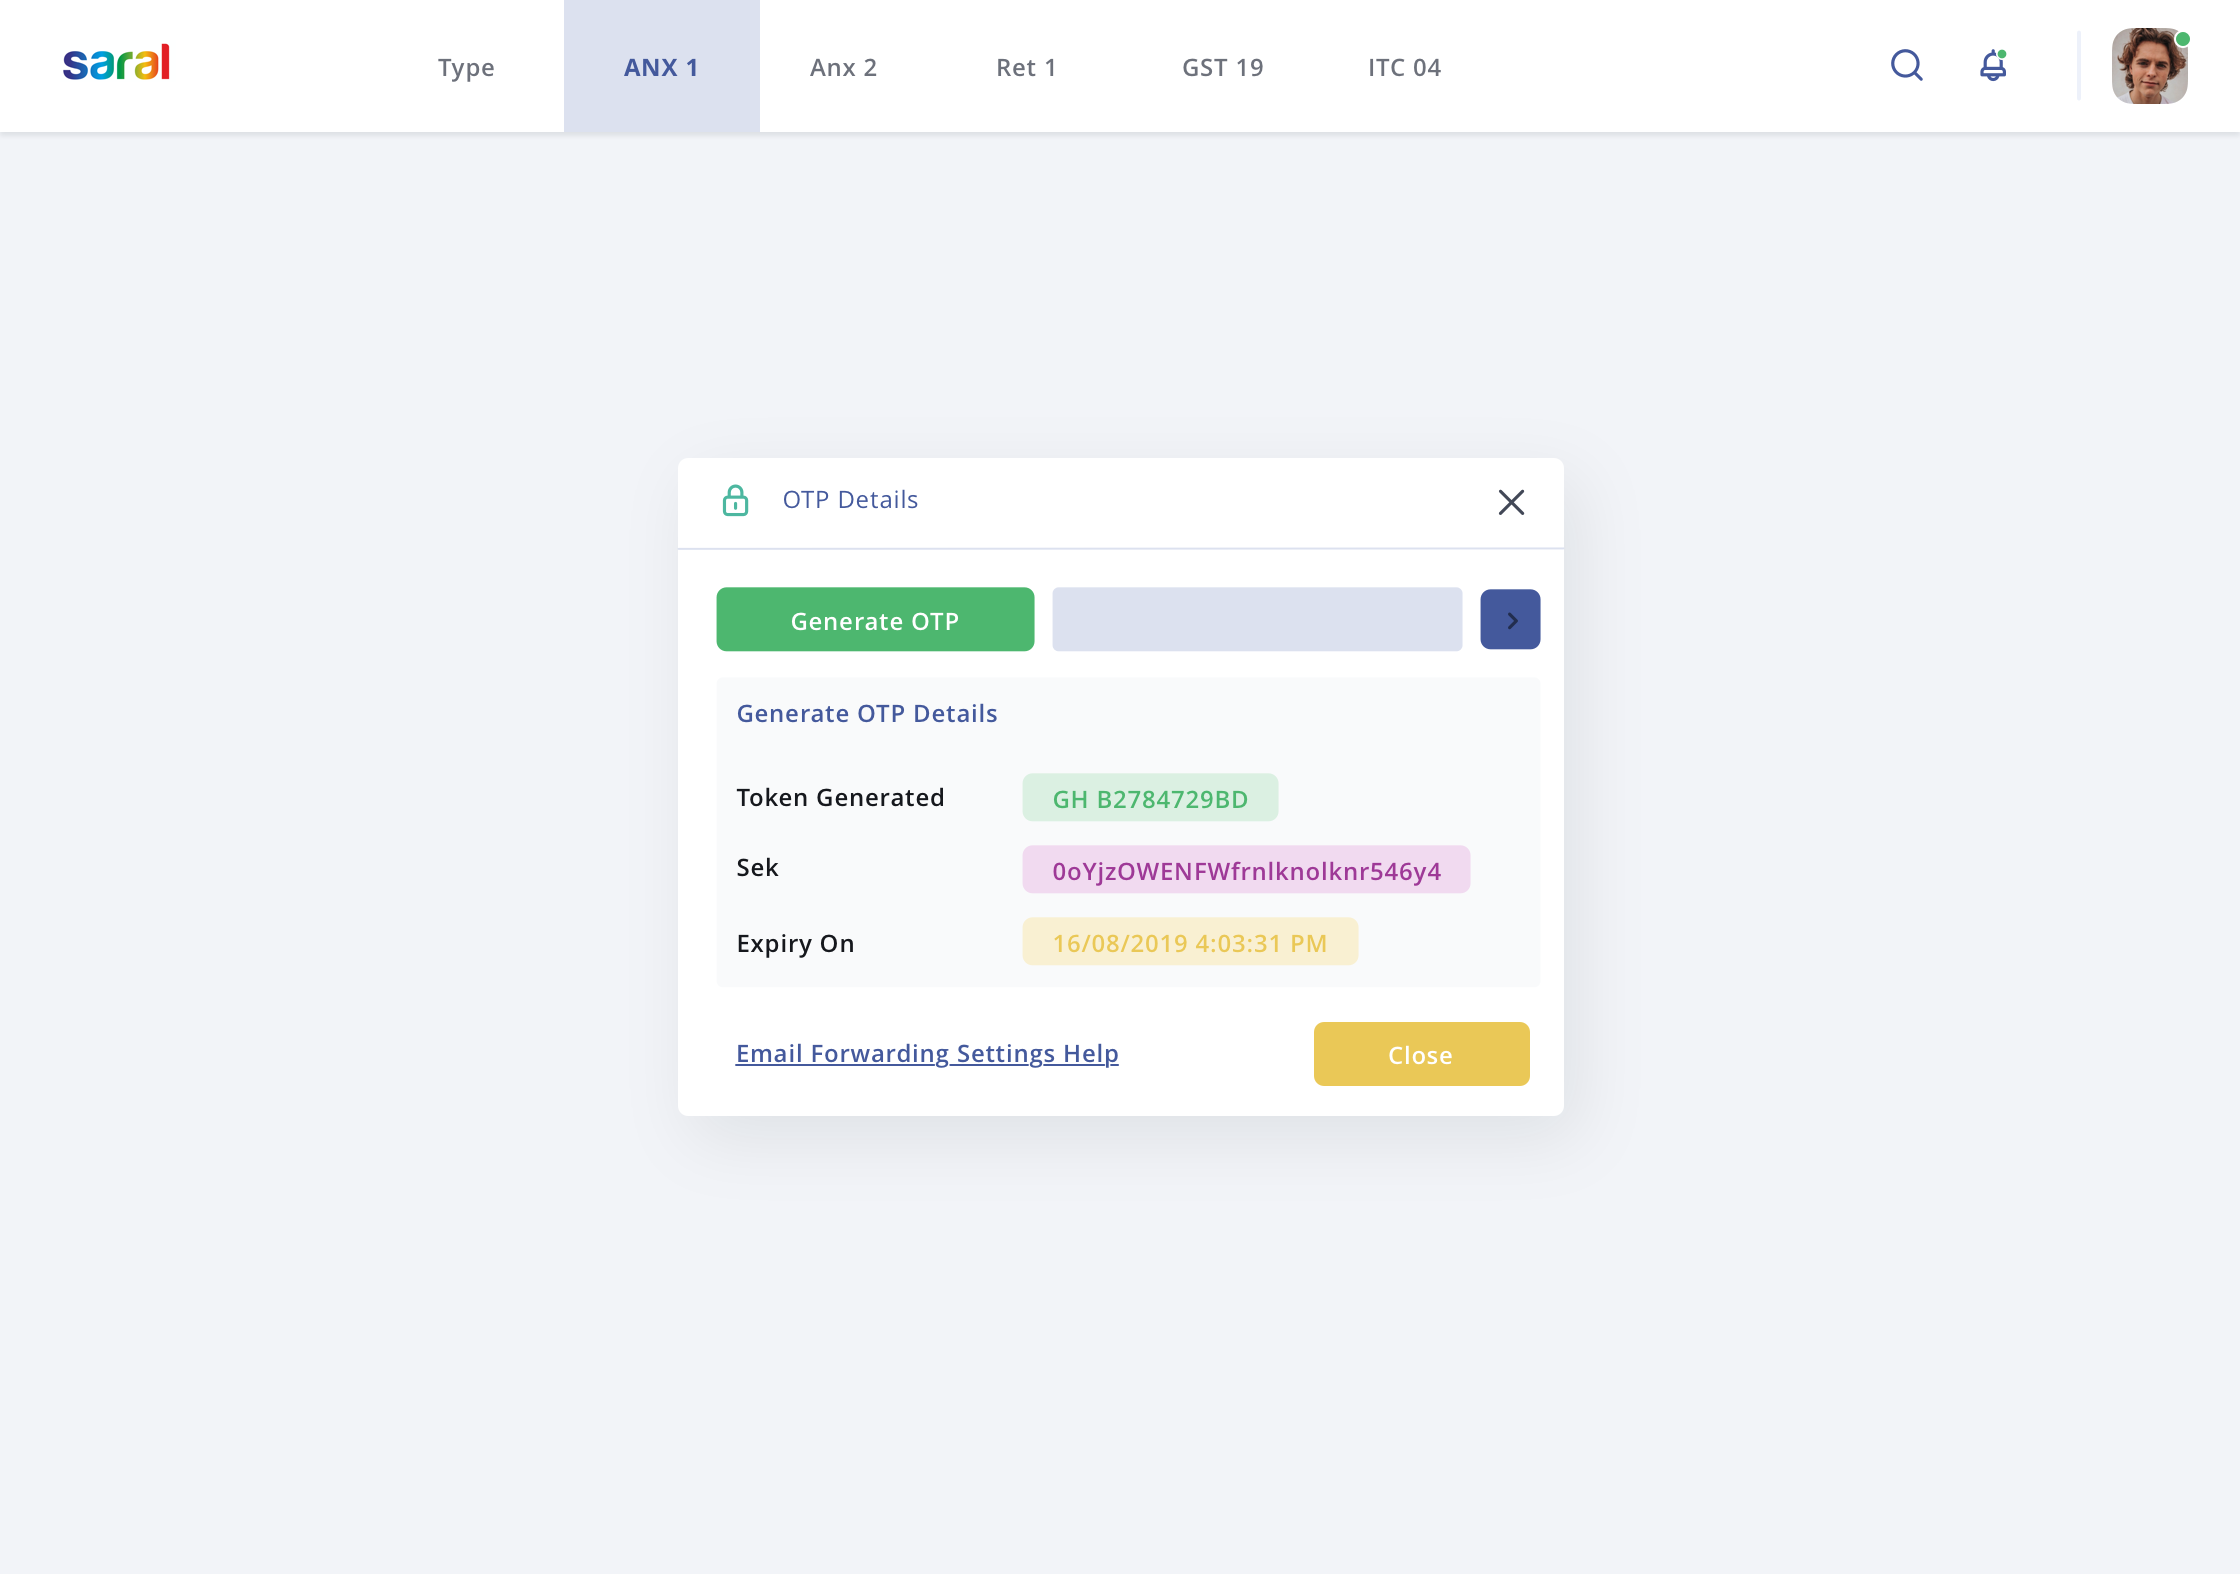 saral
Type
ANX 1
Anx 2
Ret 1
GST 19
ITC 04
OTP Details
Generate OTP
Generate OTP Details
Token Generated
GH B2784729BD
Sek
0oYjzOWENFWfrnlknolknr546y4
Expiry On
16/08/2019 4:03:31 PM
Email Forwarding Settings Help
Close